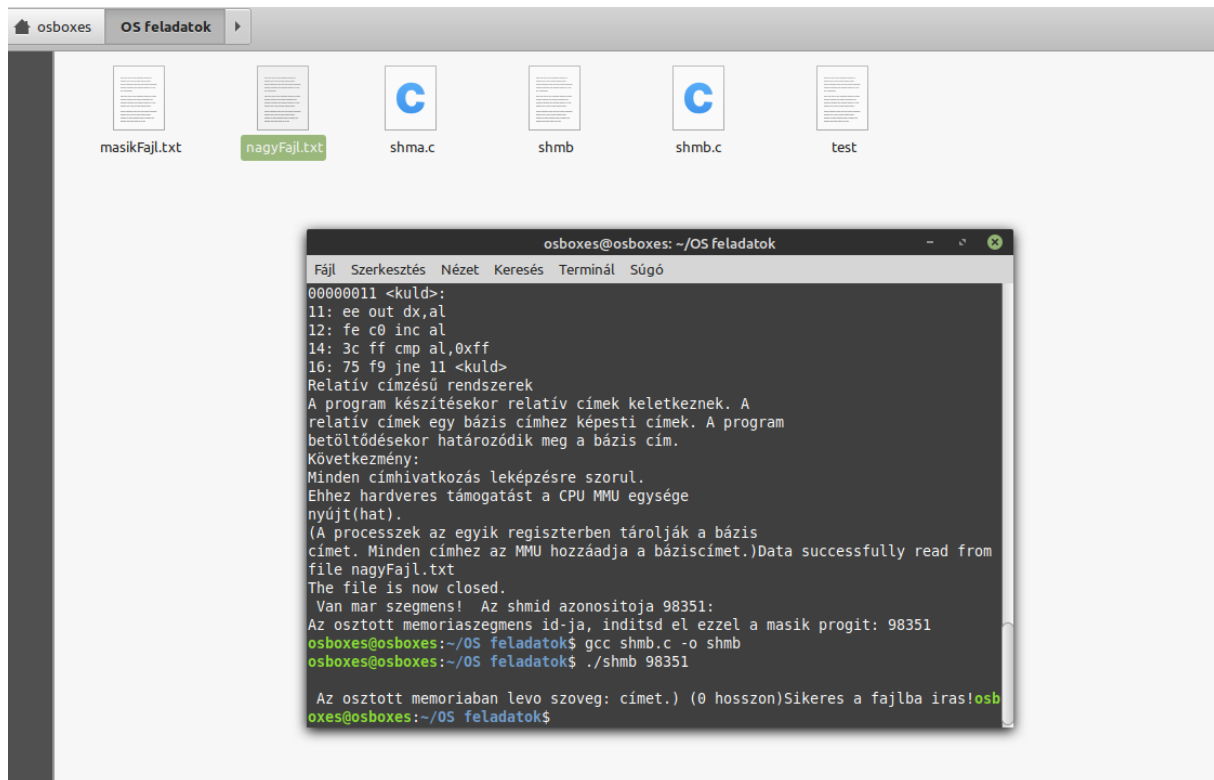 osboxes OS feladatok
masikFajl.txt nagyFajl.txt shma.c shmb shmb.c test
osboxes@osboxes: ~/OS feladatok
Fájl Szerkesztés Nézet Keresés Terminál Súgó
00000011 <kuld>:
11: ee out dx,al
12: fe c0 inc al
14: 3c ff cmp al,0xff
16: 75 f9 jne 11 <kuld>
Relatív címzésű rendszerek
A program készítésekor relatív címek keletkeznek. A
relatív címek egy bázis címhez képesti címek. A program
betöltődésekor határozódik meg a bázis cím.
Következmény:
Minden címhivatkozás leképzésre szorul.
Ehhez hardveres támogatást a CPU MMU egysége
nyújt(hat).
(A processzek az egyik regiszterben tárolják a bázis
címet. Minden címhez az MMU hozzáadja a báziscímet.)Data successfully read from
file nagyFajl.txt
The file is now closed.
Van mar szegmens!  Az shmid azonositoja 98351:
Az osztott memoriaszegmens id-ja, inditsd el ezzel a masik progit: 98351
osboxes@osboxes:~/OS feladatok$ gcc shmb.c -o shmb
osboxes@osboxes:~/OS feladatok$ ./shmb 98351
Az osztott memoriaban levo szoveg: címet.) (0 hosszon)Sikeres a fajlba iras!osb
oxes@osboxes:~/OS feladatok$